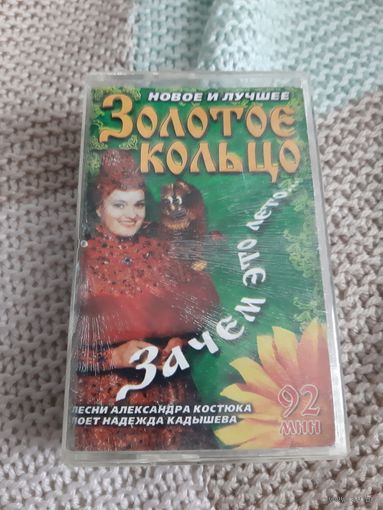 НОВОЕ И ЛУЧШЕЕ
ЗОЛОТОЕ
КОЛЬЦО
Зачем это лето...
ПЕСНИ АЛЕКСАНДРА КОСТЮКА
ПОЕТ НАДЕЖДА КАДЫШЕВА
92
МИН